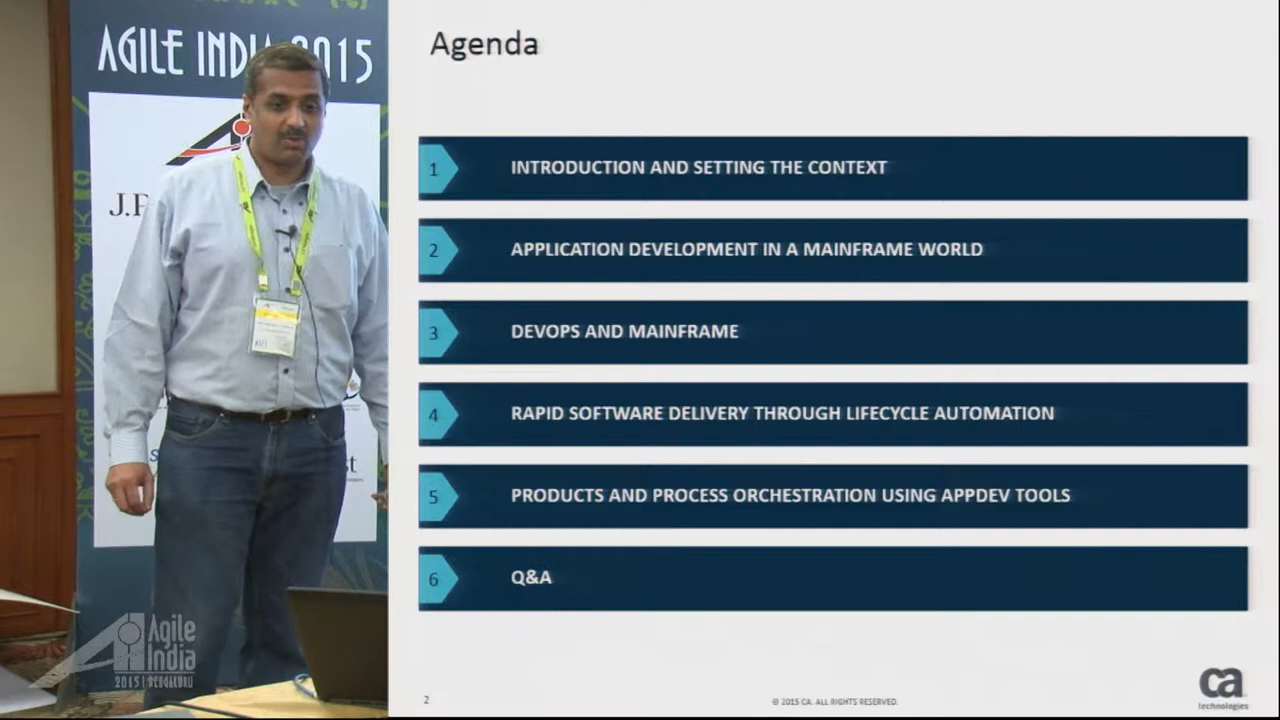 AGILE INDIA 2015
J.P
st
Agile
India
2015 | BENGALURU
Agenda
1 INTRODUCTION AND SETTING THE CONTEXT
2 APPLICATION DEVELOPMENT IN A MAINFRAME WORLD
3 DEVOPS AND MAINFRAME
4 RAPID SOFTWARE DELIVERY THROUGH LIFECYCLE AUTOMATION
5 PRODUCTS AND PROCESS ORCHESTRATION USING APPDEV TOOLS
6 Q&A
2
© 2015 CA. ALL RIGHTS RESERVED.
ca
technologies